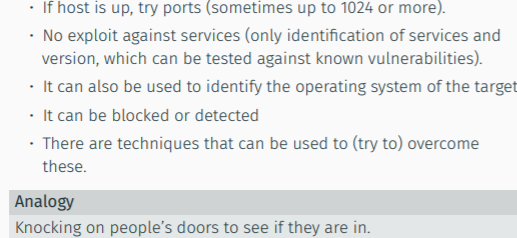 • If host is up, try ports (sometimes up to 1024 or more).
• No exploit against services (only identification of services and
version, which can be tested against known vulnerabilities).
• It can also be used to identify the operating system of the target
• It can be blocked or detected
• There are techniques that can be used to (try to) overcome
these.
Analogy
Knocking on people's doors to see if they are in.